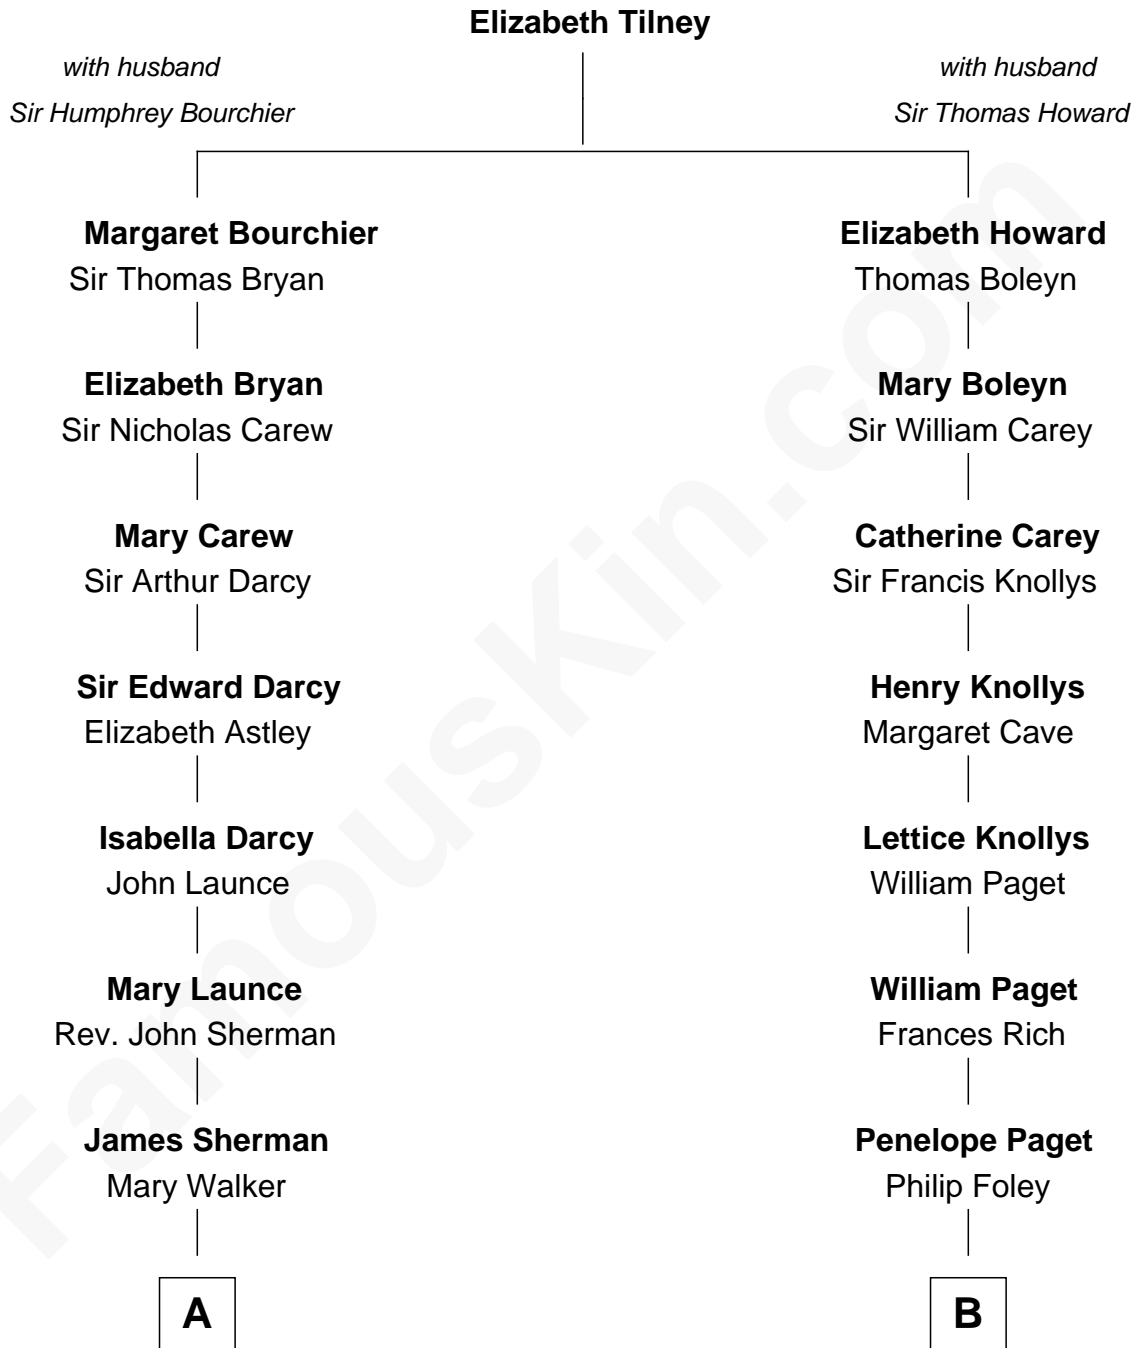 Elizabeth Tilney
with husband
Sir Humphrey Bourchier
with husband
Sir Thomas Howard
Margaret Bourchier
Sir Thomas Bryan
Elizabeth Howard
Thomas Boleyn
Elizabeth Bryan
Sir Nicholas Carew
Mary Boleyn
Sir William Carey
Mary Carew
Sir Arthur Darcy
Catherine Carey
Sir Francis Knollys
Sir Edward Darcy
Elizabeth Astley
Henry Knollys
Margaret Cave
Isabella Darcy
John Launce
Lettice Knollys
William Paget
Mary Launce
Rev. John Sherman
William Paget
Frances Rich
James Sherman
Mary Walker
Penelope Paget
Philip Foley
A
B
FamousKin.com